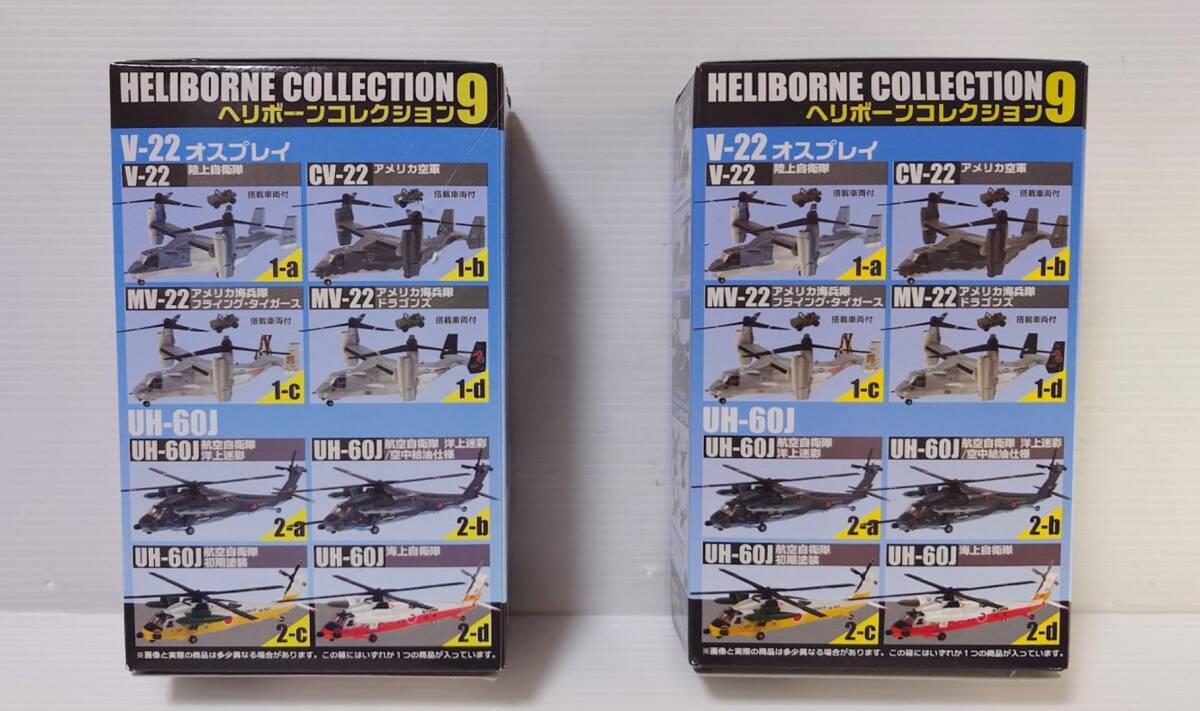 HELIBORNE COLLECTION 9
ヘリボーンコレクション
V-22 オスプレイ
V-22 陸上自衛隊
搭載車両付
1-a
CV-22 アメリカ空軍
搭載車両付
1-b
MV-22 アメリカ海兵隊
フライング・タイガース
搭載車両付
1-c
MV-22 アメリカ海兵隊
ドラゴンズ
搭載車両付
1-d
UH-60J
UH-60J 航空自衛隊
洋上迷彩
2-a
UH-60J 航空自衛隊 洋上迷彩
/空中給油仕様
2-b
UH-60J 航空自衛隊
初期塗装
2-c
UH-60J 海上自衛隊
2-d
※画像と実際の商品は多少異なる場合があります。この箱にはいずれか1つの商品が入っています。
HELIBORNE COLLECTION 9
ヘリボーンコレクション
V-22 オスプレイ
V-22 陸上自衛隊
搭載車両付
1-a
CV-22 アメリカ空軍
搭載車両付
1-b
MV-22 アメリカ海兵隊
フライング・タイガース
搭載車両付
1-c
MV-22 アメリカ海兵隊
ドラゴンズ
搭載車両付
1-d
UH-60J
UH-60J 航空自衛隊
洋上迷彩
2-a
UH-60J 航空自衛隊 洋上迷彩
/空中給油仕様
2-b
UH-60J 航空自衛隊
初期塗装
2-c
UH-60J 海上自衛隊
2-d
※画像と実際の商品は多少異なる場合があります。この箱にはいずれか1つの商品が入っています。